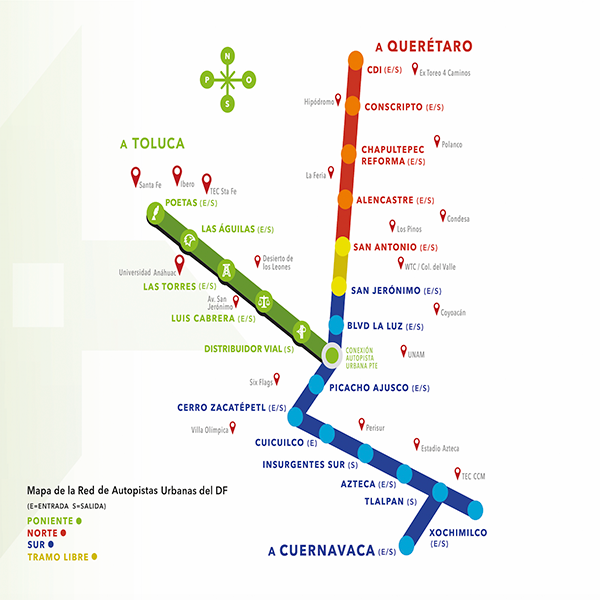 N
P O
S
A QUERÉTARO
CDI (E/S)
Ex Toreo 4 Caminos
Hipódromo
CONSCRIPTO (E/S)
A TOLUCA
CHAPULTEPEC
REFORMA (E/S)
Polanco
La Feria
Santa Fe
Ibero
TEC Sta Fe
POETAS (E/S)
ALENCASTRE (E/S)
Condesa
Los Pinos
LAS ÁGUILAS (E/S)
SAN ANTONIO (E/S)
WTC / Col. del Valle
Universidad Anáhuac
Desierto de
los Leones
LAS TORRES (E/S)
SAN JERÓNIMO (E/S)
Av. San
Jerónimo
Coyoacán
LUIS CABRERA (E/S)
BLVD LA LUZ (E/S)
DISTRIBUIDOR VIAL (S)
CONEXIÓN
AUTOPISTA
URBANA PTE
UNAM
Six Flags
PICACHO AJUSCO (E/S)
CERRO ZACATÉPETL (E/S)
Villa Olímpica
Perisur
CUICUILCO (E)
Estadio Azteca
INSURGENTES SUR (S)
TEC CCM
AZTECA (E/S)
TLALPAN (S)
XOCHIMILCO
(E/S)
A CUERNAVACA (E/S)
Mapa de la Red de Autopistas Urbanas del DF
(E=ENTRADA S=SALIDA)
PONIENTE
NORTE
SUR
TRAMO LIBRE